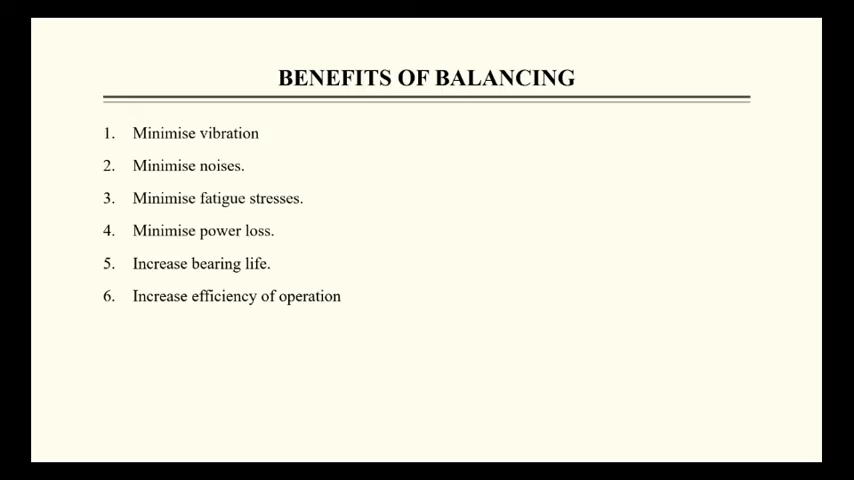 BENEFITS OF BALANCING
1. Minimise vibration
2. Minimise noises.
3. Minimise fatigue stresses.
4. Minimise power loss.
5. Increase bearing life.
6. Increase efficiency of operation